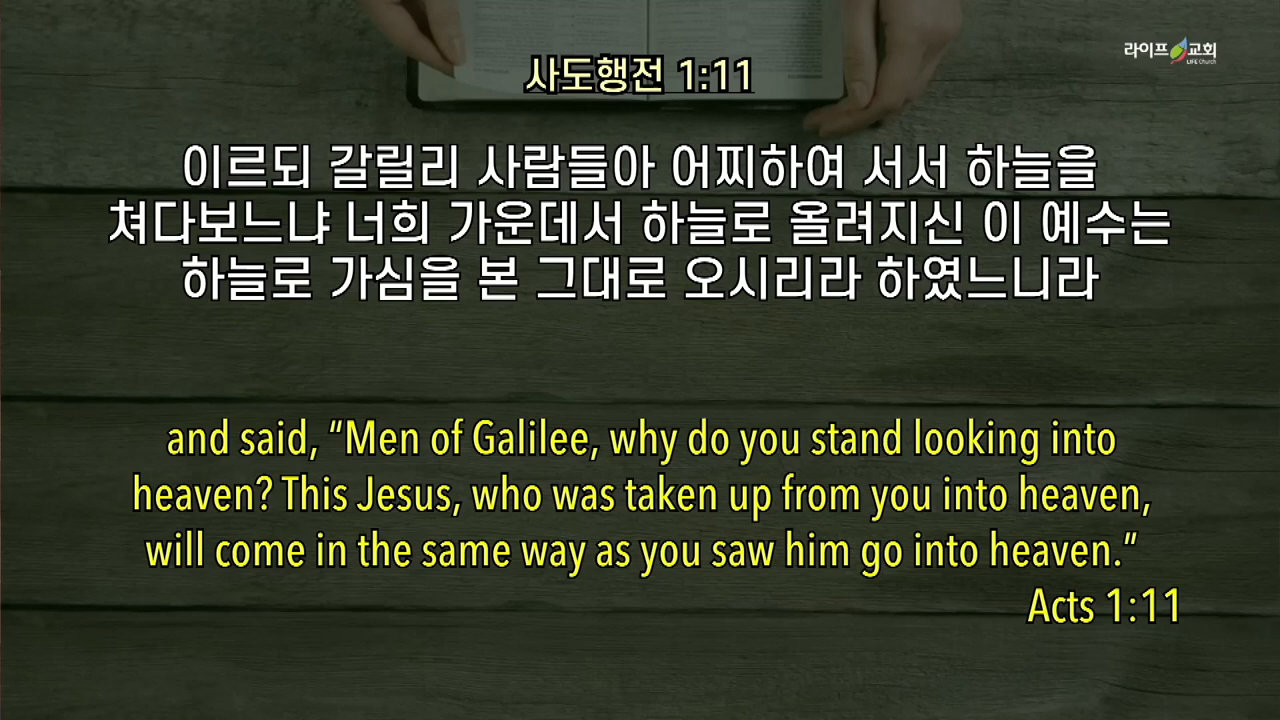 라이프 교회
LIFE Church
사도행전 1:11
이르되 갈릴리 사람들아 어찌하여 서서 하늘을
쳐다보느냐 너희 가운데서 하늘로 올려지신 이 예수는
하늘로 가심을 본 그대로 오시리라 하였느니라
and said, “Men of Galilee, why do you stand looking into
heaven? This Jesus, who was taken up from you into heaven,
will come in the same way as you saw him go into heaven.”
Acts 1:11